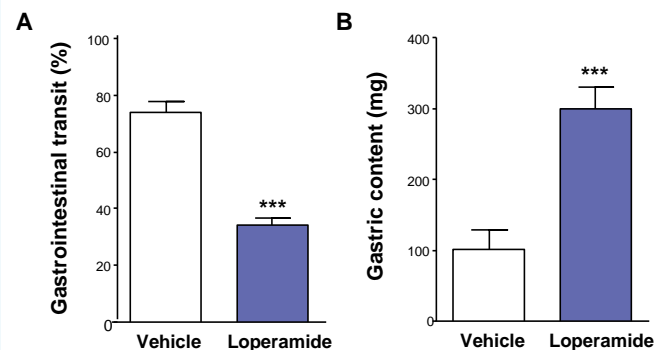 A
Gastrointestinal transit (%)
100
80
60
40
20
0
***
Vehicle Loperamide
B
Gastric content (mg)
400
300
200
100
0
***
Vehicle Loperamide